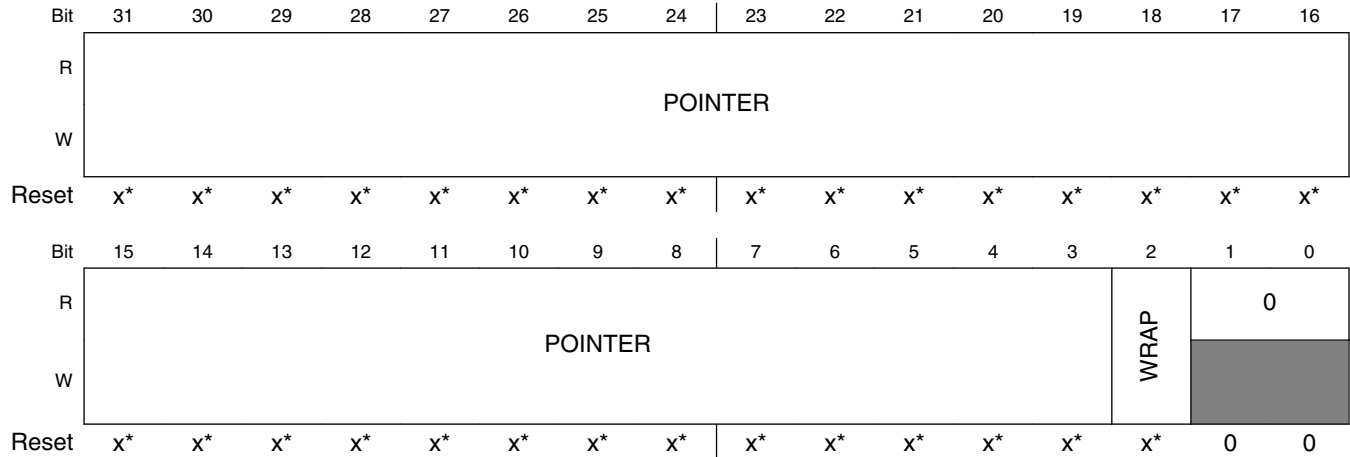 Bit 31 30 29 28 27 26 25 24 23 22 21 20 19 18 17 16
R
POINTER
W
Reset x* x* x* x* x* x* x* x* x* x* x* x* x* x* x* x*
Bit 15 14 13 12 11 10 9 8 7 6 5 4 3 2 1 0
R 0
POINTER WRAP
W
Reset x* x* x* x* x* x* x* x* x* x* x* x* x* x* 0 0